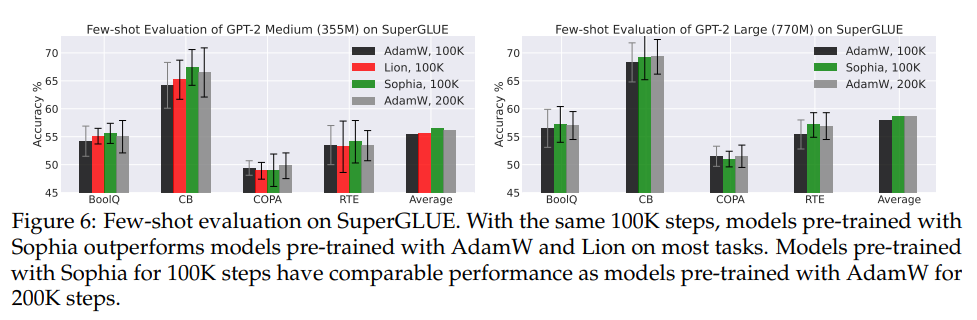 Few-shot Evaluation of GPT-2 Medium (355M) on SuperGLUE
Accuracy %
70
65
60
55
50
45
AdamW, 100K
Lion, 100K
Sophia, 100K
AdamW, 200K
BoolQ
CB
COPA
RTE
Average
Few-shot Evaluation of GPT-2 Large (770M) on SuperGLUE
Accuracy %
70
65
60
55
50
45
AdamW, 100K
Sophia, 100K
AdamW, 200K
BoolQ
CB
COPA
RTE
Average
Figure 6: Few-shot evaluation on SuperGLUE. With the same 100K steps, models pre-trained with
Sophia outperforms models pre-trained with AdamW and Lion on most tasks. Models pre-trained
with Sophia for 100K steps have comparable performance as models pre-trained with AdamW for
200K steps.